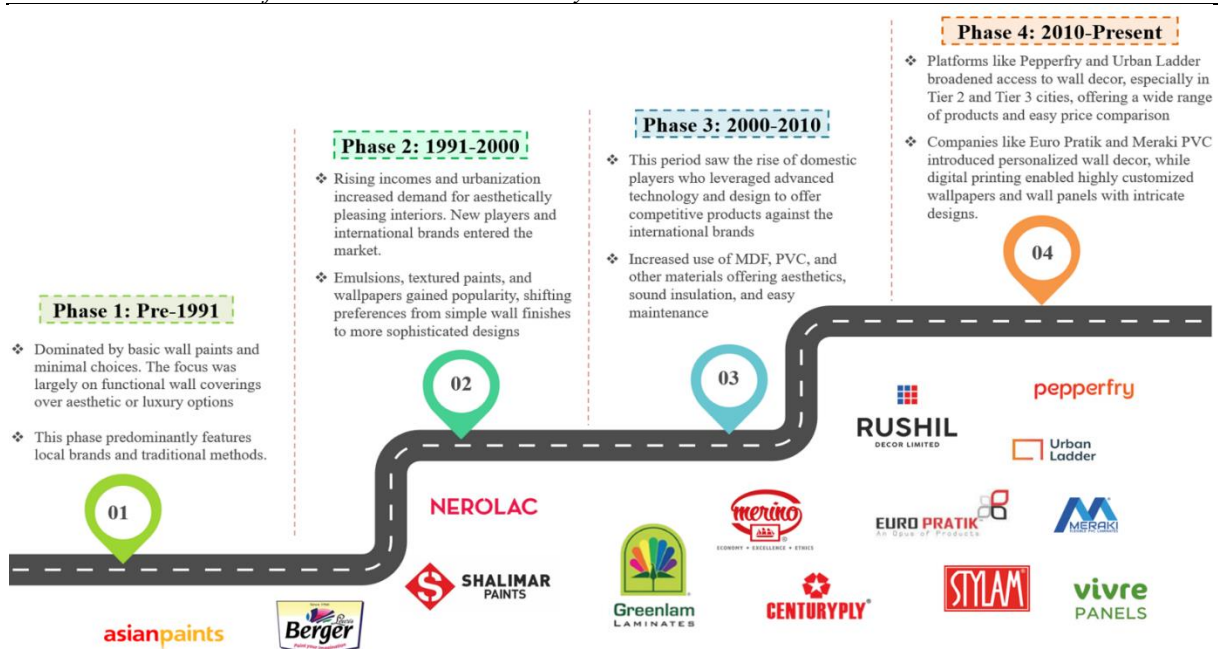 Phase 1: Pre-1991
❖ Dominated by basic wall paints and
minimal choices. The focus was
largely on functional wall coverings
over aesthetic or luxury options
❖ This phase predominantly features
local brands and traditional methods.
01
asianpaints
Berger
Phase 2: 1991-2000
❖ Rising incomes and urbanization
increased demand for aesthetically
pleasing interiors. New players and
international brands entered the
market.
❖ Emulsions, textured paints, and
wallpapers gained popularity, shifting
preferences from simple wall finishes
to more sophisticated designs
02
NEROLAC
SHALIMAR
PAINTS
Phase 3: 2000-2010
❖ This period saw the rise of domestic
players who leveraged advanced
technology and design to offer
competitive products against the
international brands
❖ Increased use of MDF, PVC, and
other materials offering aesthetics,
sound insulation, and easy
maintenance
03
Greenlam
LAMINATES
merino
ECONOMY • EXCELLENCE • ETHICS
CENTURYPLY®
Phase 4: 2010-Present
❖ Platforms like Pepperfry and Urban Ladder
broadened access to wall decor, especially in
Tier 2 and Tier 3 cities, offering a wide range
of products and easy price comparison
❖ Companies like Euro Pratik and Meraki PVC
introduced personalized wall decor, while
digital printing enabled highly customized
wallpapers and wall panels with intricate
designs.
04
RUSHIL
DECOR LIMITED
pepperfry
Urban
Ladder
EURO PRATIK
An Opus of Products
MERAKI
STYLAM
vivre
PANELS